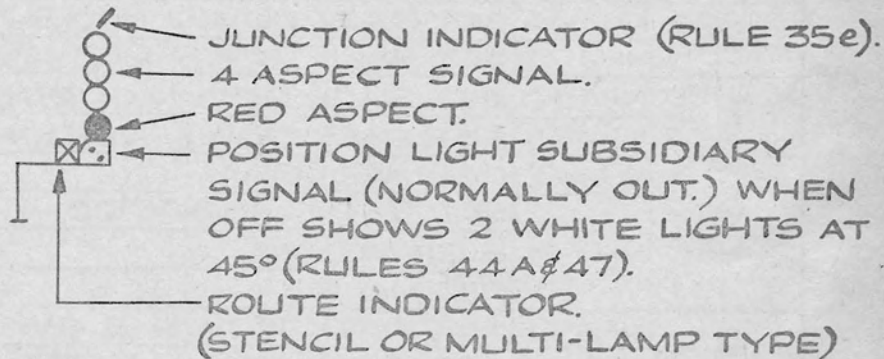 JUNCTION INDICATOR (RULE 35e).
4 ASPECT SIGNAL.
RED ASPECT.
POSITION LIGHT SUBSIDIARY
SIGNAL (NORMALLY OUT.) WHEN
OFF SHOWS 2 WHITE LIGHTS AT
45° (RULES 44A & 47).
ROUTE INDICATOR.
(STENCIL OR MULTI-LAMP TYPE)